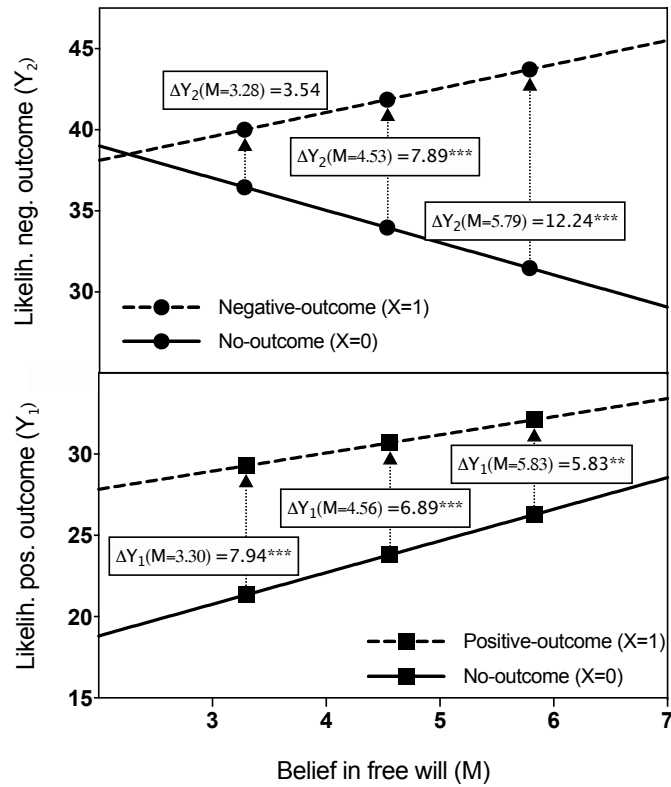 Likelih. neg. outcome (Y₂)
45
40
35
30
ΔY₂(M=3.28) =3.54
ΔY₂(M=4.53) =7.89***
ΔY₂(M=5.79) =12.24***
Negative-outcome (X=1)
No-outcome (X=0)
Likelih. pos. outcome (Y₁)
30
25
20
15
ΔY₁(M=5.83) =5.83**
ΔY₁(M=4.56) =6.89***
ΔY₁(M=3.30) =7.94***
Positive-outcome (X=1)
No-outcome (X=0)
3 4 5 6 7
Belief in free will (M)